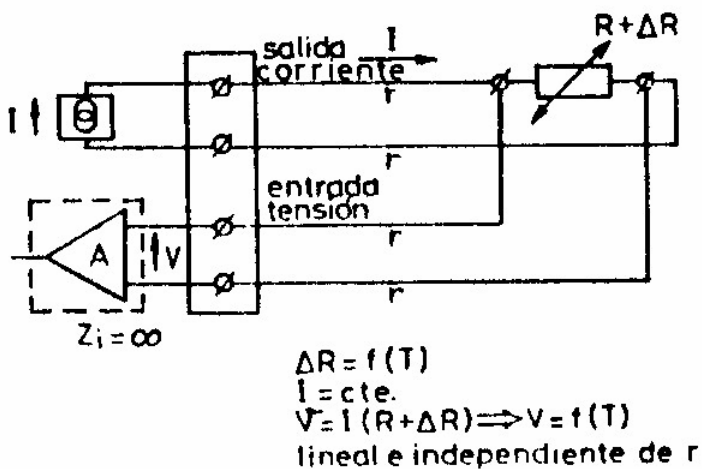 R+ΔR
salida I
corriente
r
I
r
entrada
tensión
r
A
V
r
Zi=∞
ΔR=f(T)
I=cte.
V=I(R+ΔR)⟹V=f(T)
lineal e independiente de r